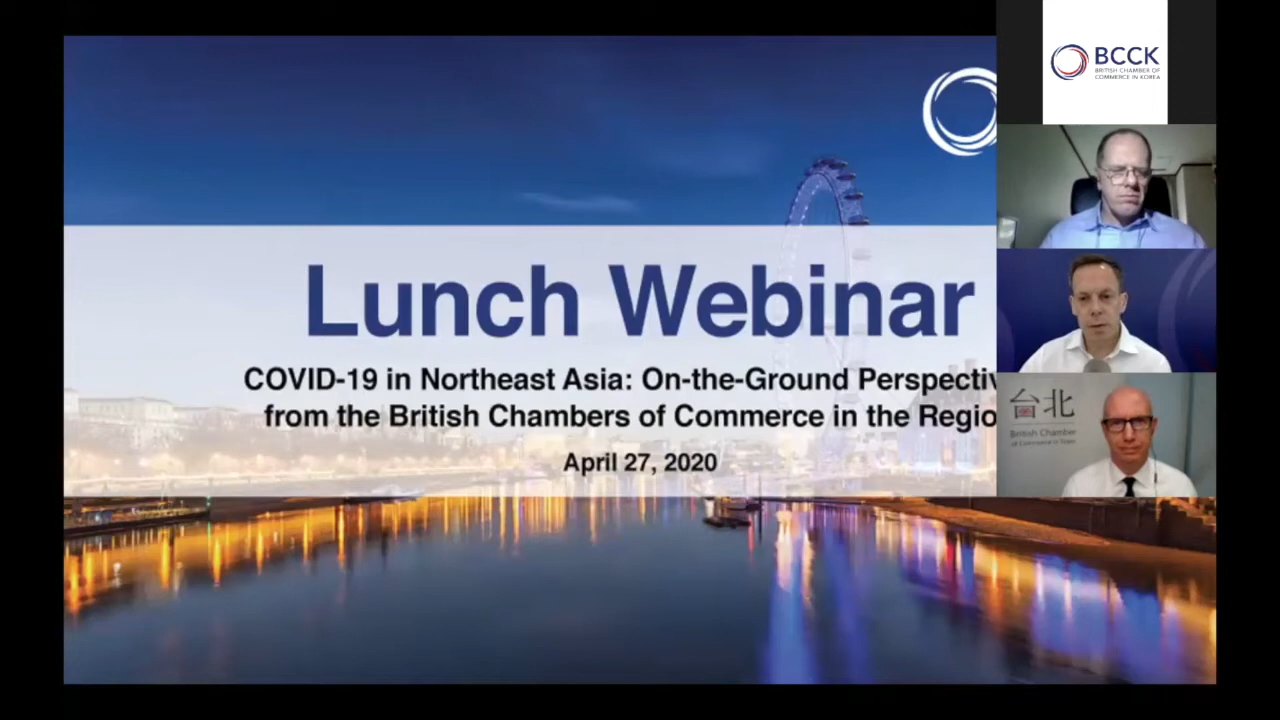 Lunch Webinar
COVID-19 in Northeast Asia: On-the-Ground Perspectiv
from the British Chambers of Commerce in the Regio
April 27, 2020
BCCK
BRITISH CHAMBER OF
COMMERCE IN KOREA
台北
British Chamber
of Commerce in Taipei